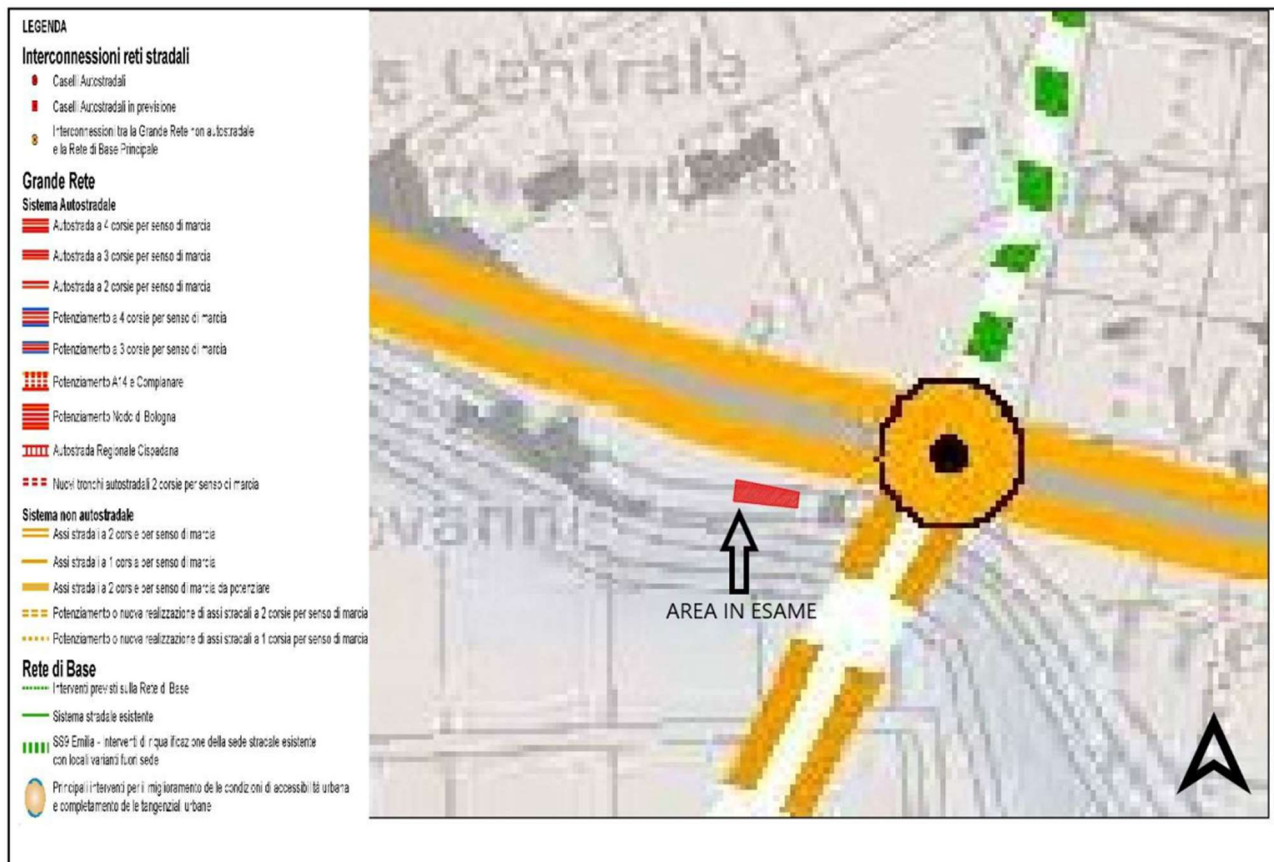 LEGENDA
Interconnessioni reti stradali
Caselli Autostradali
Caselli Autostradali in previsione
Interconnessioni tra la Grande Rete non autostradale
e la Rete di Base Principale
Grande Rete
Sistema Autostradale
Autostrada a 4 corsie per senso di marcia
Autostrada a 3 corsie per senso di marcia
Autostrada a 2 corsie per senso di marcia
Potenziamento a 4 corsie per senso di marcia
Potenziamento a 3 corsie per senso di marcia
Potenziamento A14 e Complanare
Potenziamento Nodo di Bologna
Autostrada Regionale Cispadana
Nuovi tronchi autostradali 2 corsie per senso di marcia
Sistema non autostradale
Assi stradali a 2 corsie per senso di marcia
Assi stradali a 1 corsie per senso di marcia
Assi stradali a 2 corsie per senso di marcia da potenziare
Potenziamento o nuova realizzazione di assi stradali a 2 corsie per senso di marcia
Potenziamento o nuova realizzazione di assi stradali a 1 corsia per senso di marcia
Rete di Base
Interventi previsti sulla Rete di Base
Sistema stradale esistente
SS9 Emilia - Interventi di riqualificazione della sede stradale esistente
con locali varianti fuori sede
Principali interventi per il miglioramento delle condizioni di accessibilità urbana
e completamento delle tangenziali urbane
Centrale
AREA IN ESAME